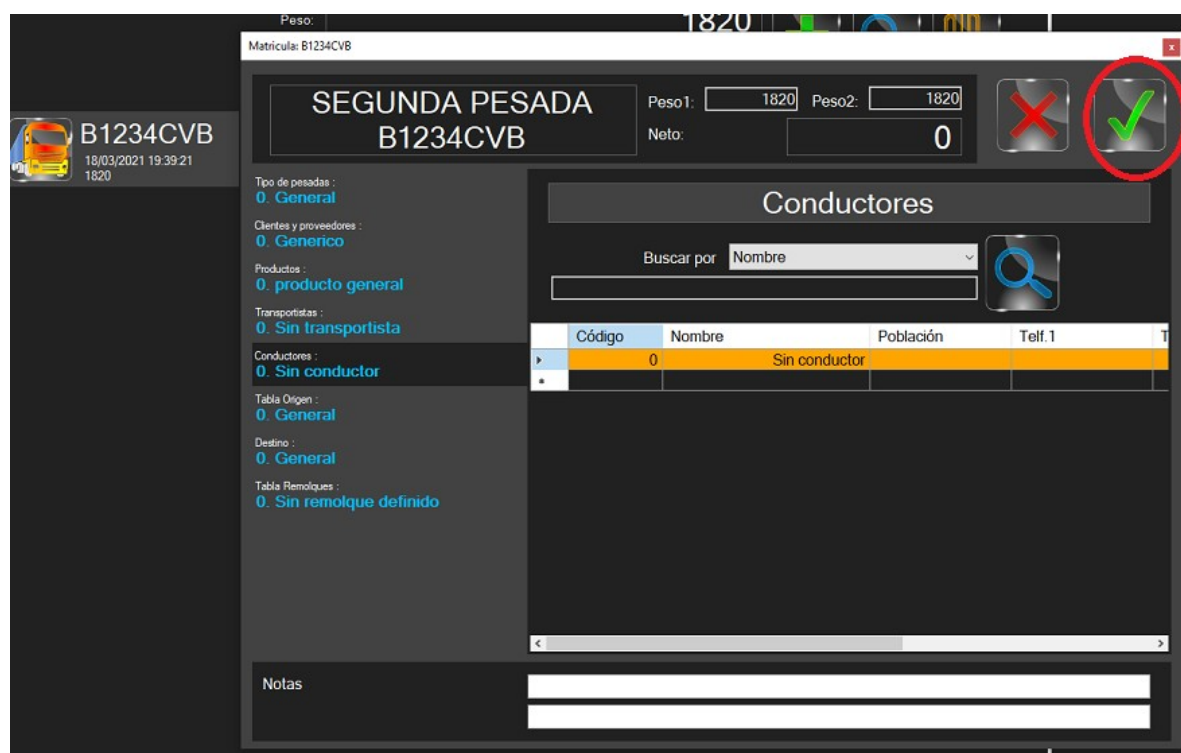 Peso:
1820
Matricula: B1234CVB
x
B1234CVB
18/03/2021 19:39:21
1820
SEGUNDA PESADA
B1234CVB
Peso1: 1820 Peso2: 1820
Neto: 0
Tipo de pesadas :
0. General
Clientes y proveedores :
0. Generico
Productos :
0. producto general
Transportistas :
0. Sin transportista
Conductores :
0. Sin conductor
Tabla Origen :
0. General
Destino :
0. General
Tabla Remolques :
0. Sin remolque definido
Conductores
Buscar por Nombre
Código Nombre Población Telf.1 T
0 Sin conductor
Notas